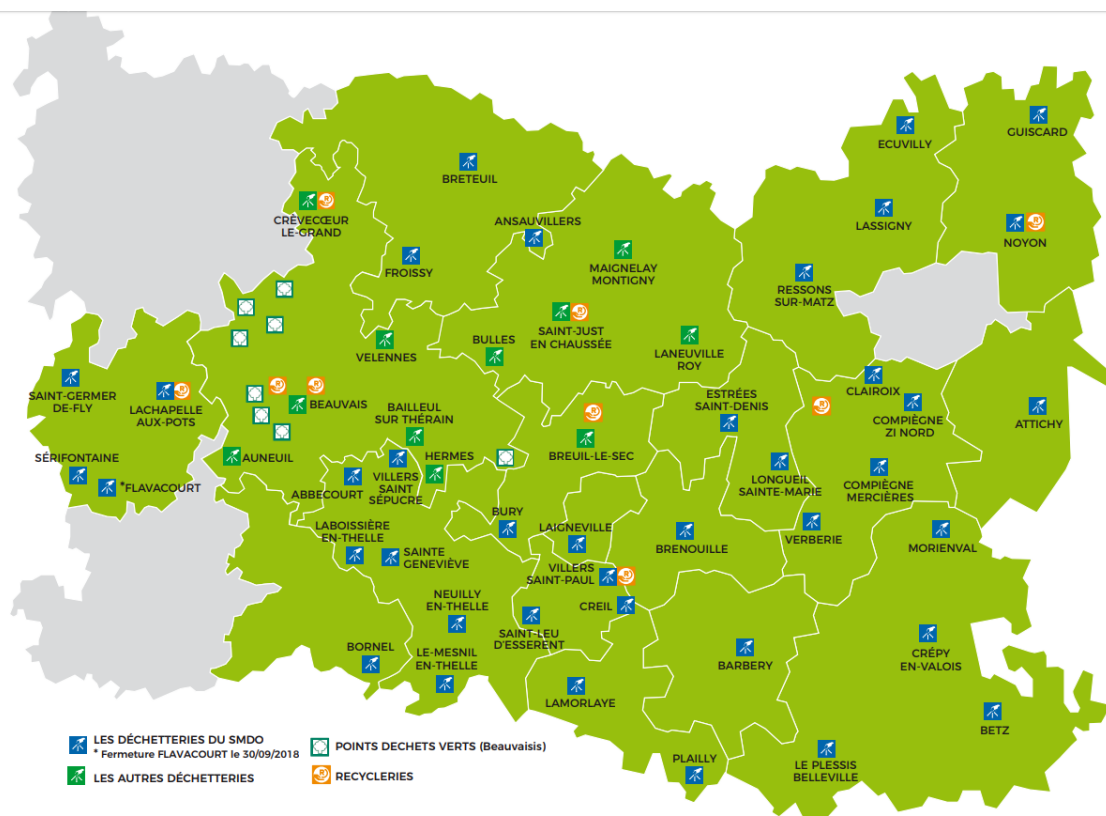 GUISCARD
ECUVILLY
BRETEUIL
CRÈVECŒUR
LE-GRAND
ANSAUVILLERS
LASSIGNY
NOYON
FROISSY
MAIGNELAY
MONTIGNY
RESSONS
SUR-MATZ
SAINT-JUST
EN CHAUSSÉE
VELENNES
BULLES
LANEUVILLE
ROY
SAINT-GERMER
DE-FLY
LACHAPELLE
AUX-POTS
BEAUVAIS
BAILLEUL
SUR THÉRAIN
ESTRÉES
SAINT-DENIS
CLAIROIX
COMPIÈGNE
ZI NORD
ATTICHY
SÉRIFONTAINE
*FLAVACOURT
AUNEUIL
HERMES
BREUIL-LE-SEC
ABBECOURT
VILLERS
SAINT
SÉPUCRE
LONGUEIL
SAINTE-MARIE
COMPIÈGNE
MERCIÈRES
BURY
LAIGNEVILLE
LABOISSIÈRE
EN-THELLE
SAINTE
GENEVIÈVE
BRENOUILLE
VERBERIE
MORIENVAL
VILLERS
SAINT-PAUL
NEUILLY
EN-THELLE
CREIL
SAINT-LEU
D'ESSERENT
BORNEL
LE-MESNIL
EN-THELLE
BARBERY
CRÉPY
EN-VALOIS
LAMORLAYE
BETZ
PLAILLY
LE PLESSIS
BELLEVILLE
LES DÉCHETTERIES DU SMDO
* Fermeture FLAVACOURT le 30/09/2018
LES AUTRES DÉCHETTERIES
POINTS DECHETS VERTS (Beauvaisis)
RECYCLERIES